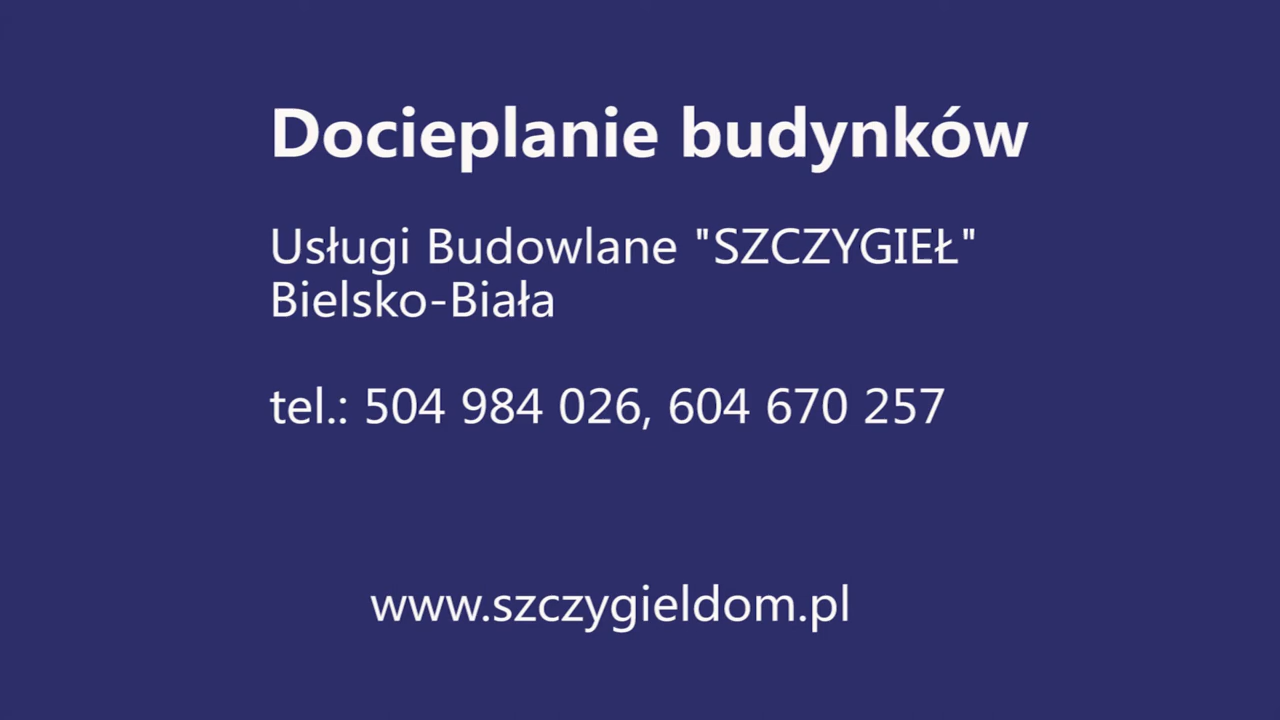 Docieplanie budynków
Usługi Budowlane "SZCZYGIEŁ"
Bielsko-Biała
tel.: 504 984 026, 604 670 257
www.szczygieldom.pl